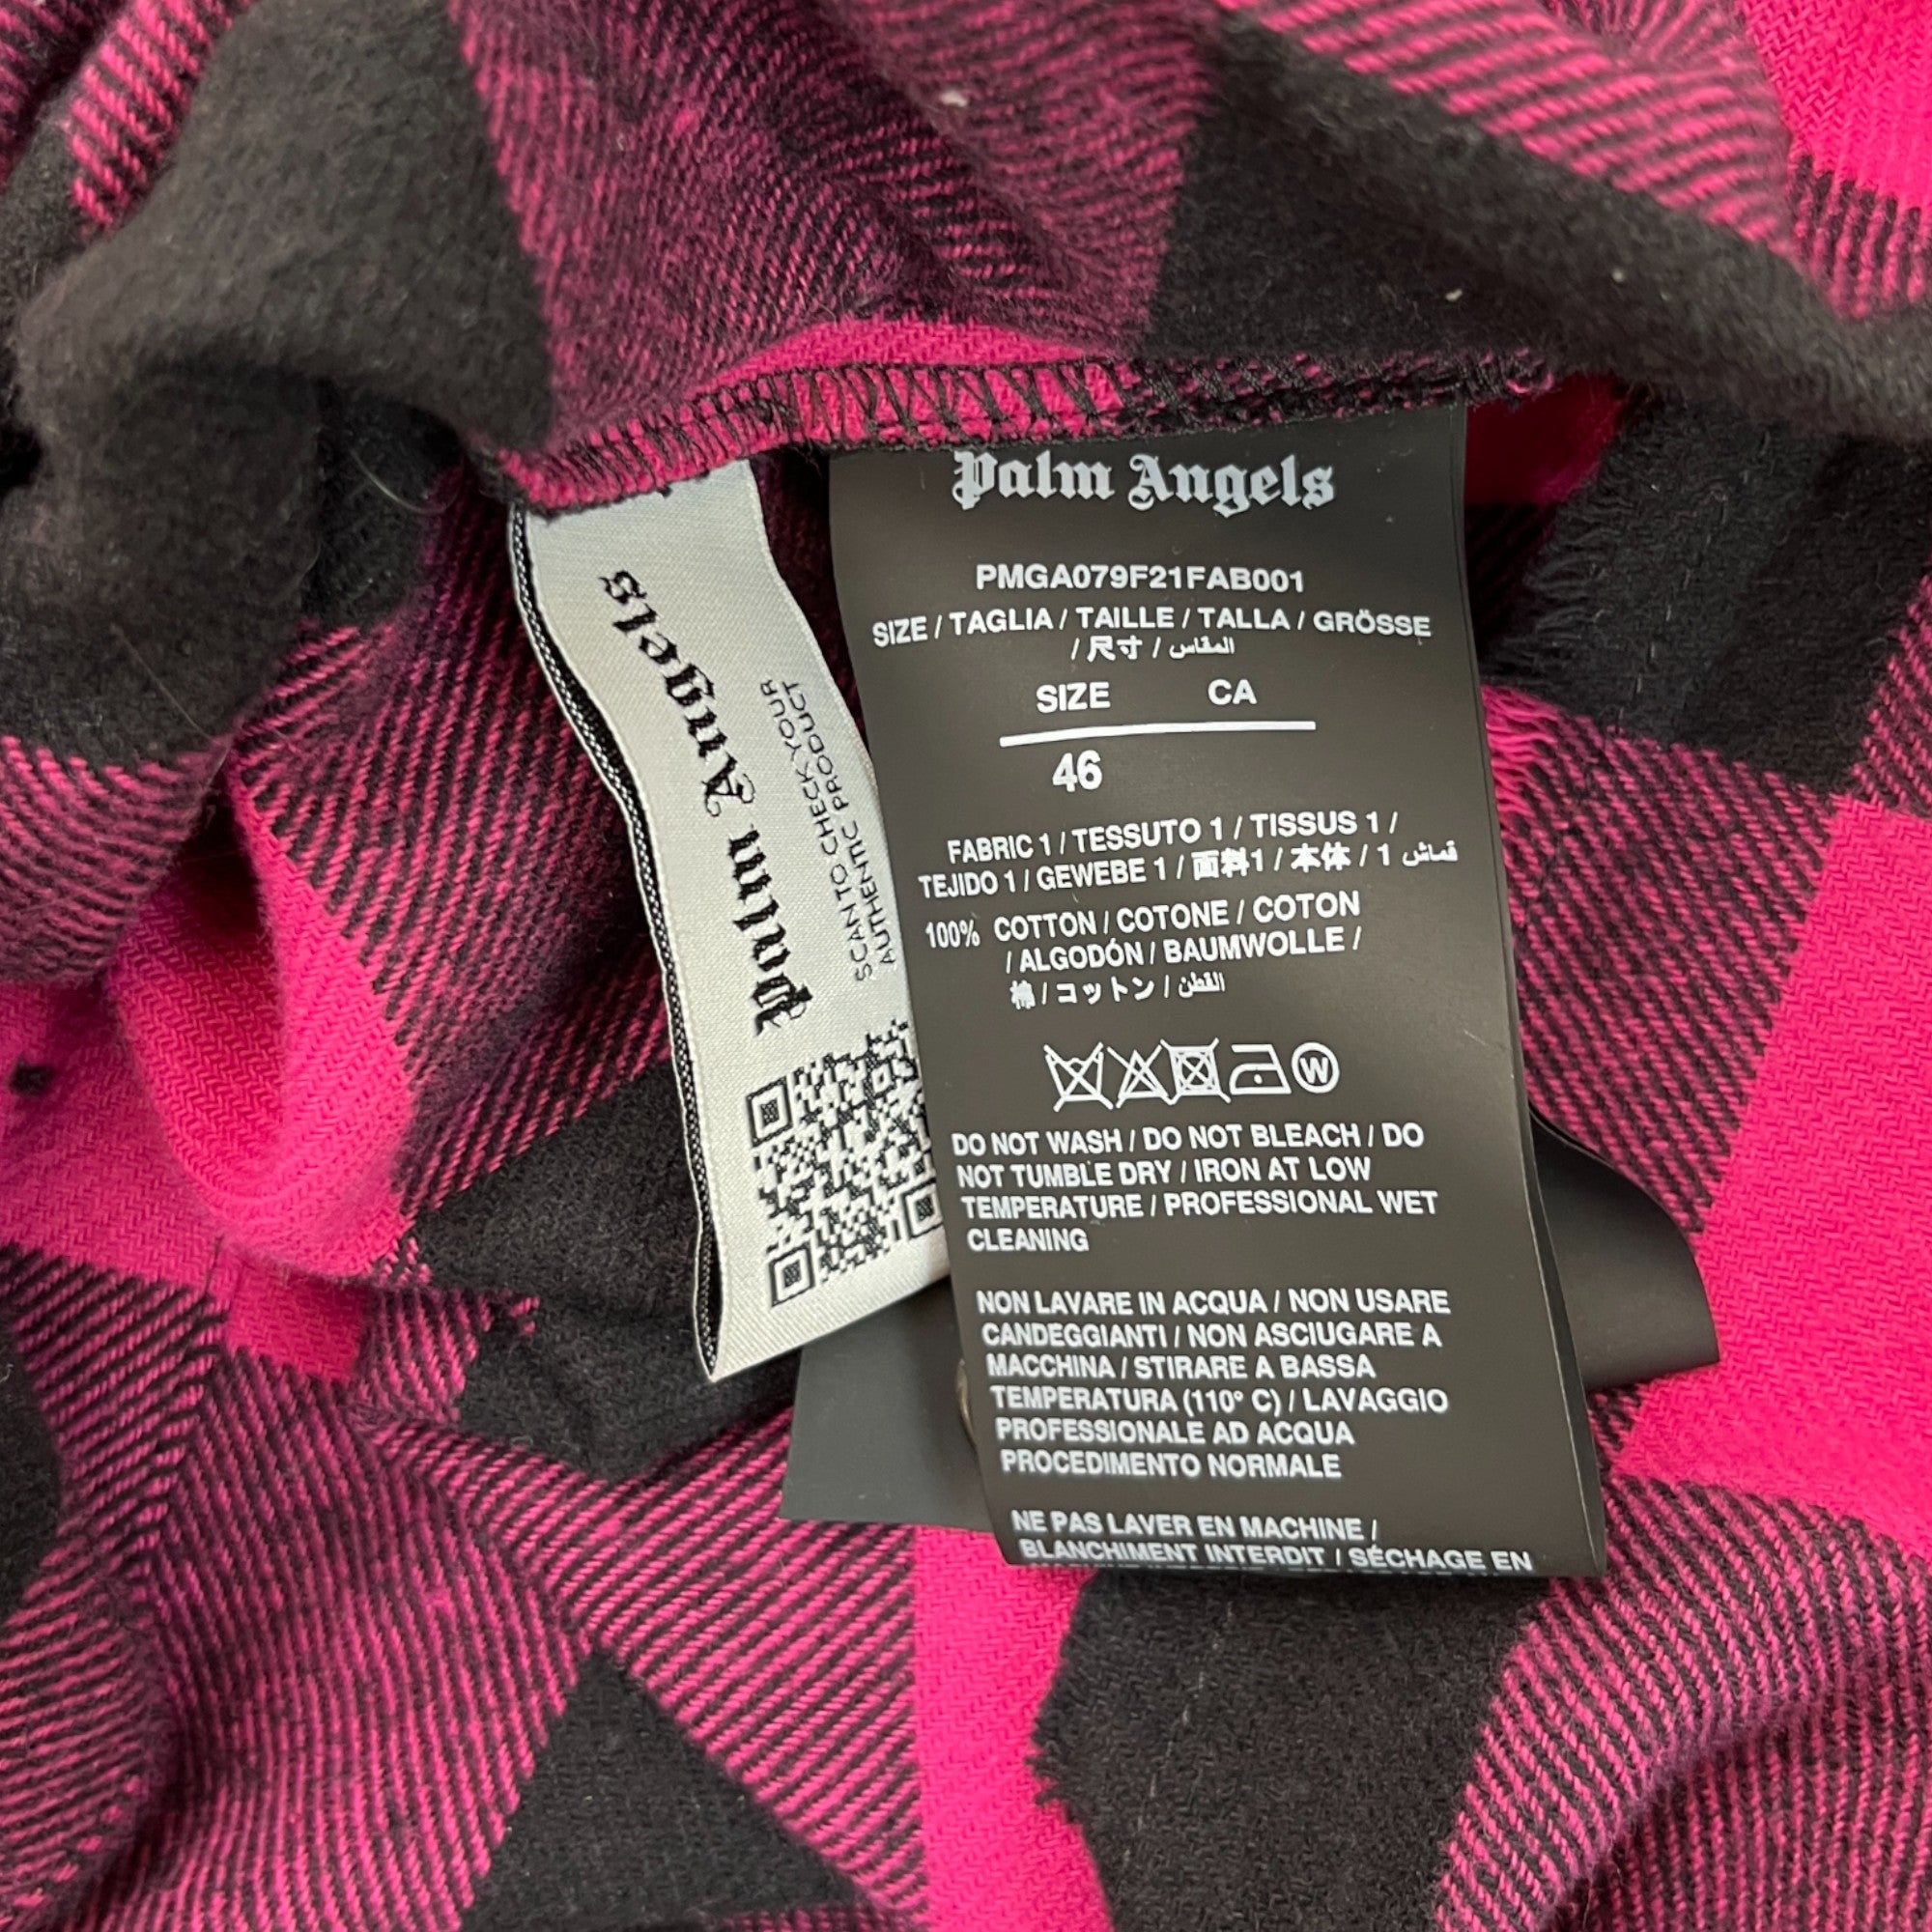 Palm Angels
SCAN TO CHECK YOUR
AUTHENTIC PRODUCT
Palm Angels
PMGA079F21FAB001
SIZE / TAGLIA / TAILLE / TALLA / GRÖSSE
/ 尺寸 / المقاس
SIZE CA
46
FABRIC 1 / TESSUTO 1 / TISSUS 1 /
TEJIDO 1 / GEWEBE 1 / 面料1 / 本体 / 1 قماش
100% COTTON / COTONE / COTON
/ ALGODÓN / BAUMWOLLE /
棉 / コットン / القطن
W
DO NOT WASH / DO NOT BLEACH / DO
NOT TUMBLE DRY / IRON AT LOW
TEMPERATURE / PROFESSIONAL WET
CLEANING
NON LAVARE IN ACQUA / NON USARE
CANDEGGIANTI / NON ASCIUGARE A
MACCHINA / STIRARE A BASSA
TEMPERATURA (110° C) / LAVAGGIO
PROFESSIONALE AD ACQUA
PROCEDIMENTO NORMALE
NE PAS LAVER EN MACHINE /
BLANCHIMENT INTERDIT / SÉCHAGE EN